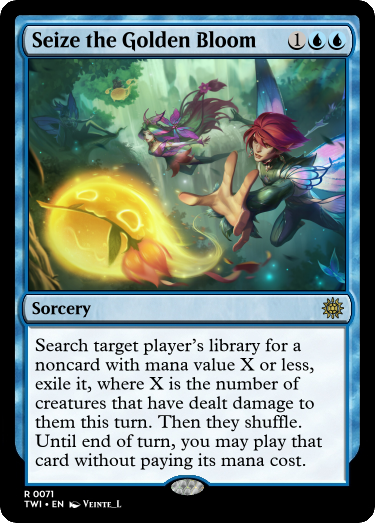 Seize the Golden Bloom 1
Sorcery
Search target player's library for a
noncard with mana value X or less,
exile it, where X is the number of
creatures that have dealt damage to
them this turn. Then they shuffle.
Until end of turn, you may play that
card without paying its mana cost.
R 0071
TWI • EN VEINTE_I.